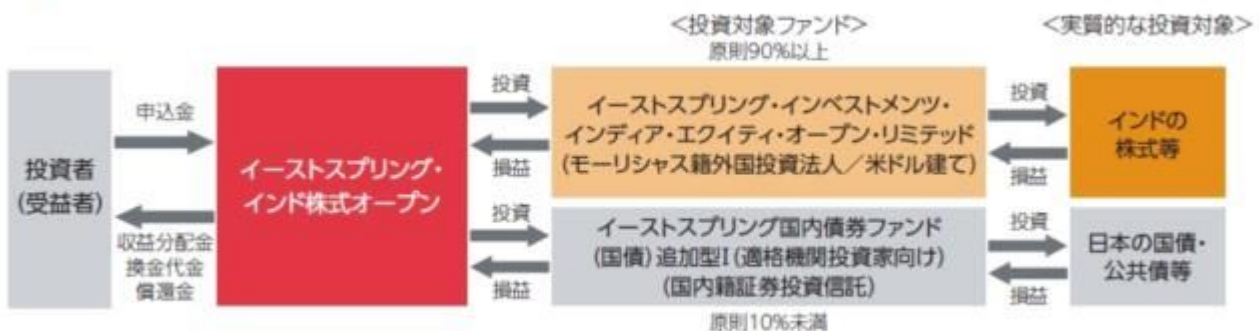 <投資対象ファンド>
原則90%以上
<実質的な投資対象>
投資者
(受益者)
申込金
収益分配金
換金代金
償還金
イーストスプリング・
インド株式オープン
投資
損益
イーストスプリング・インベストメンツ・
インディア・エクイティ・オープン・リミテッド
(モーリシャス籍外国投資法人/米ドル建て)
投資
損益
インドの
株式等
投資
損益
イーストスプリング国内債券ファンド
(国債)追加型I(適格機関投資家向け)
(国内籍証券投資信託)
原則10%未満
投資
損益
日本の国債・
公共債等